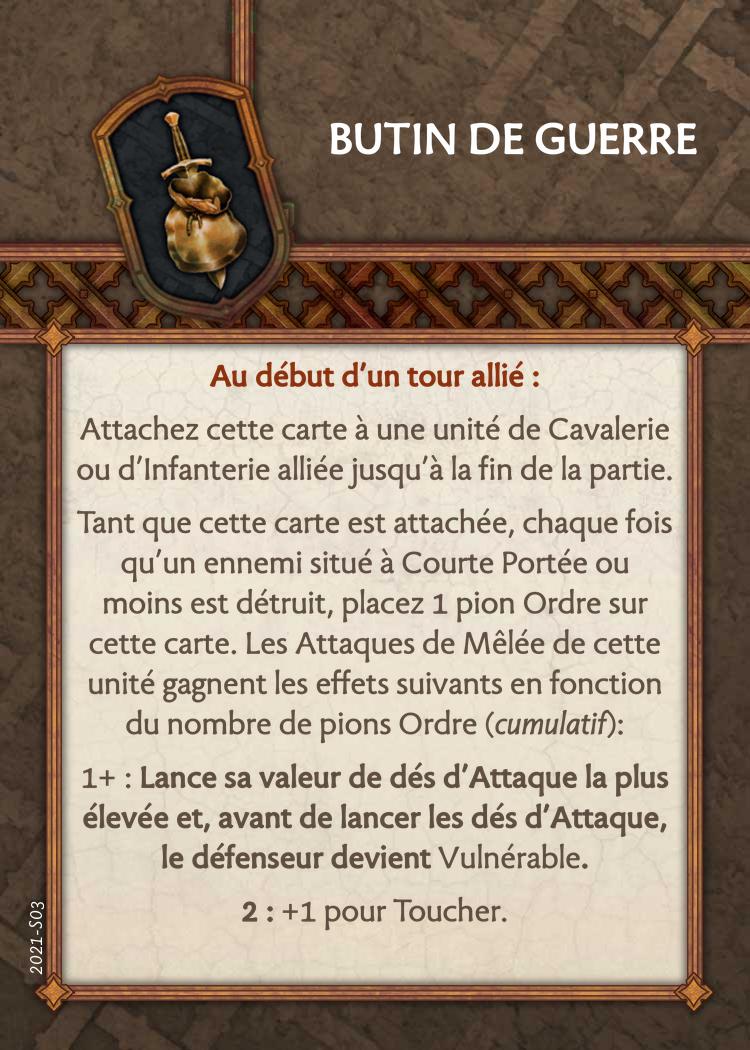 BUTIN DE GUERRE
Au début d'un tour allié :
Attachez cette carte à une unité de Cavalerie
ou d'Infanterie alliée jusqu'à la fin de la partie.
Tant que cette carte est attachée, chaque fois
qu'un ennemi situé à Courte Portée ou
moins est détruit, placez 1 pion Ordre sur
cette carte. Les Attaques de Mêlée de cette
unité gagnent les effets suivants en fonction
du nombre de pions Ordre (cumulatif):
1+ : Lance sa valeur de dés d'Attaque la plus
élevée et, avant de lancer les dés d'Attaque,
le défenseur devient Vulnérable.
2 : +1 pour Toucher.
2021-S03